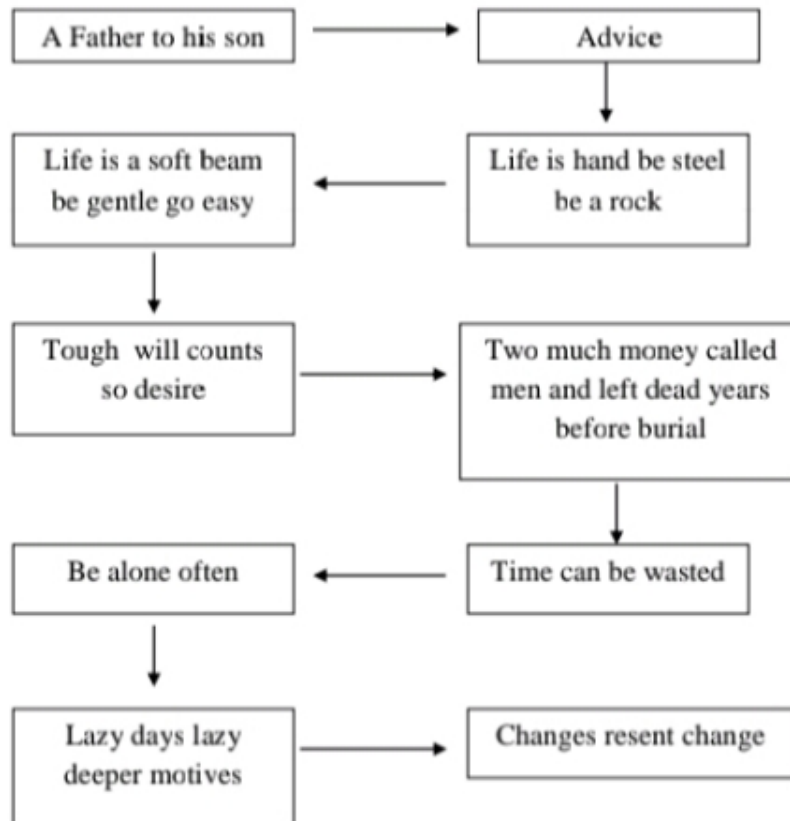 A Father to his son
Advice
Life is hand be steel
be a rock
Life is a soft beam
be gentle go easy
Tough will counts
so desire
Two much money called
men and left dead years
before burial
Time can be wasted
Be alone often
Lazy days lazy
deeper motives
Changes resent change